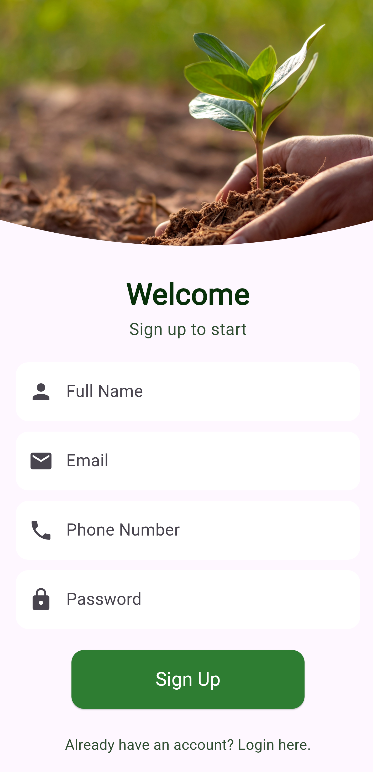 Welcome
Sign up to start
Full Name
Email
Phone Number
Password
Sign Up
Already have an account? Login here.